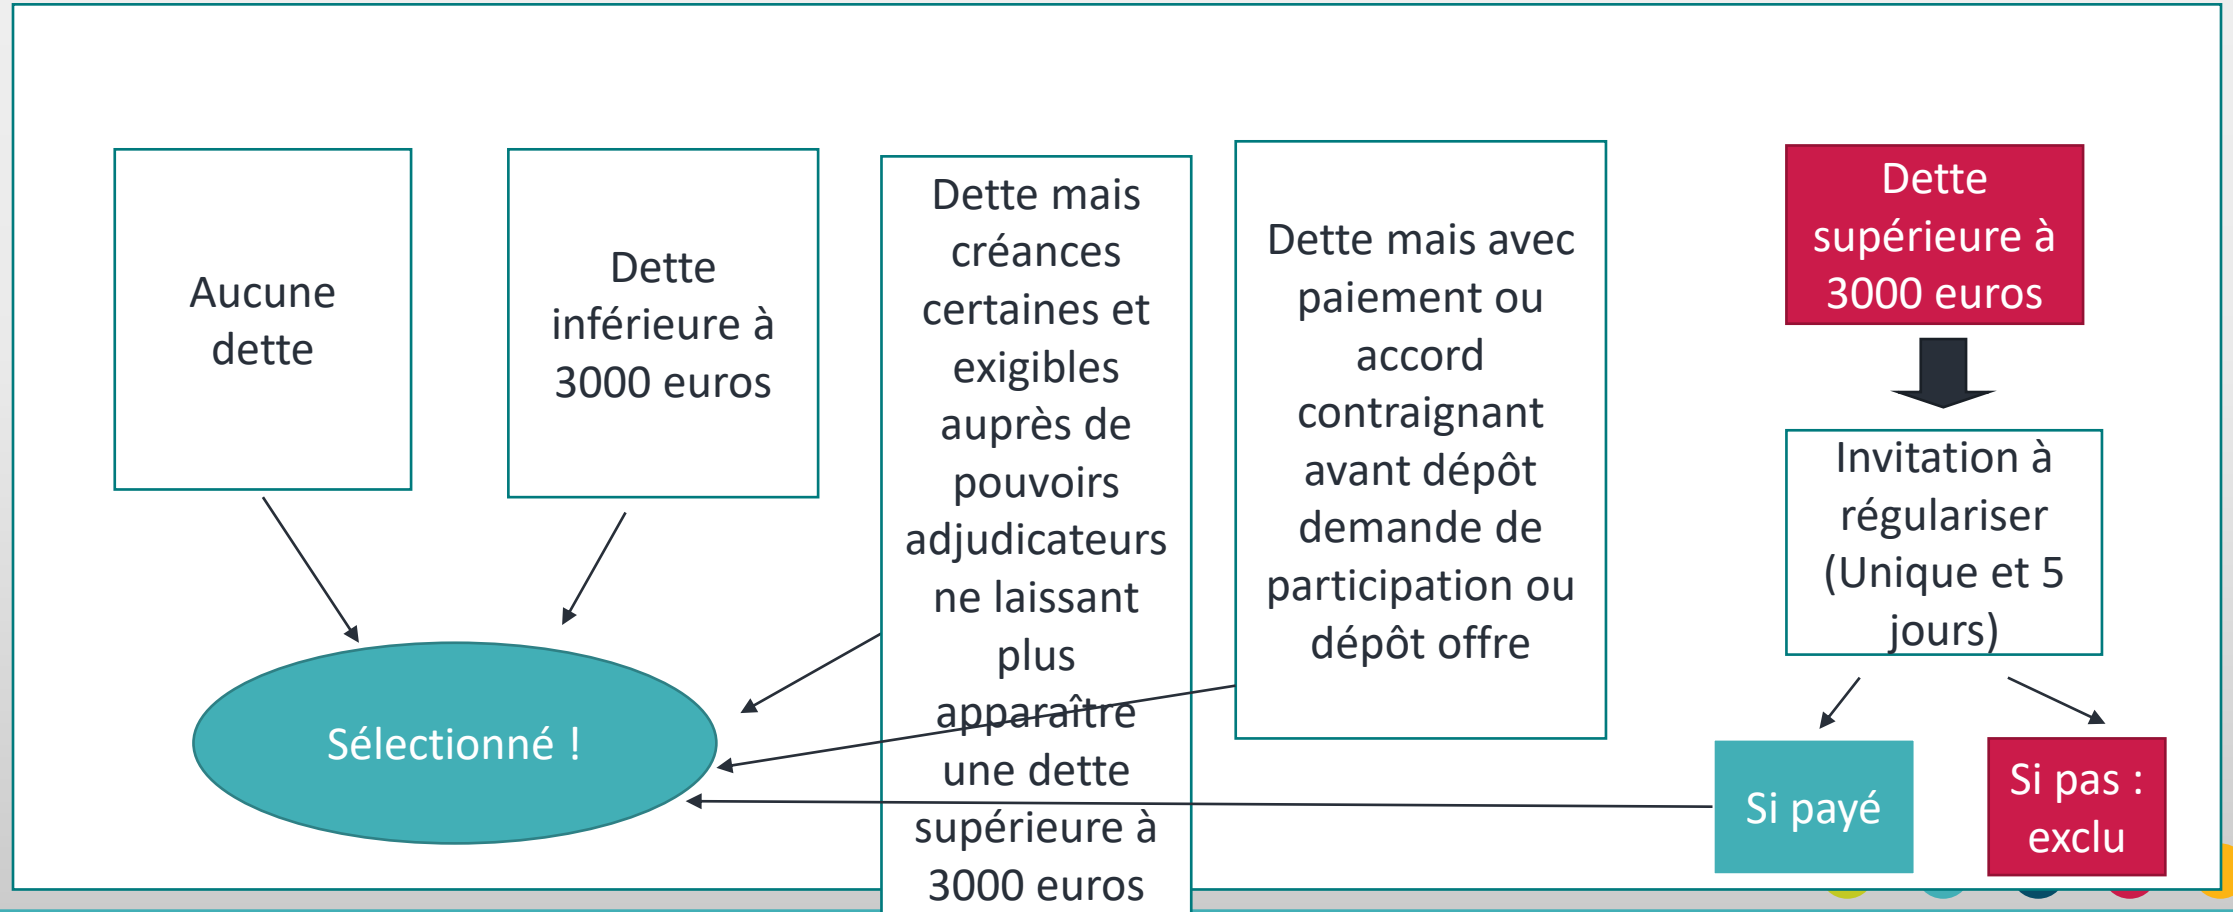 Aucune
dette
Dette
inférieure à
3000 euros
Dette mais
créances
certaines et
exigibles
auprès de
pouvoirs
adjudicateurs
ne laissant
plus
apparaître
une dette
supérieure à
3000 euros
Dette mais avec
paiement ou
accord
contraignant
avant dépôt
demande de
participation ou
dépôt offre
Dette
supérieure à
3000 euros
Invitation à
régulariser
(Unique et 5
jours)
Sélectionné !
Si payé
Si pas :
exclu